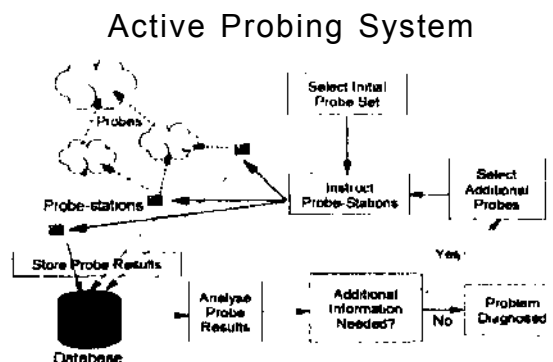 Active Probing System
Select Initial
Probe Set
Probes
Instruct
Probe-Stations
Select
Additional
Probes
Probe-stations
Yes
Store Probe Results
Analyse
Probe
Results
Additional
Information
Needed?
No
Problem
Diagnosed
Database